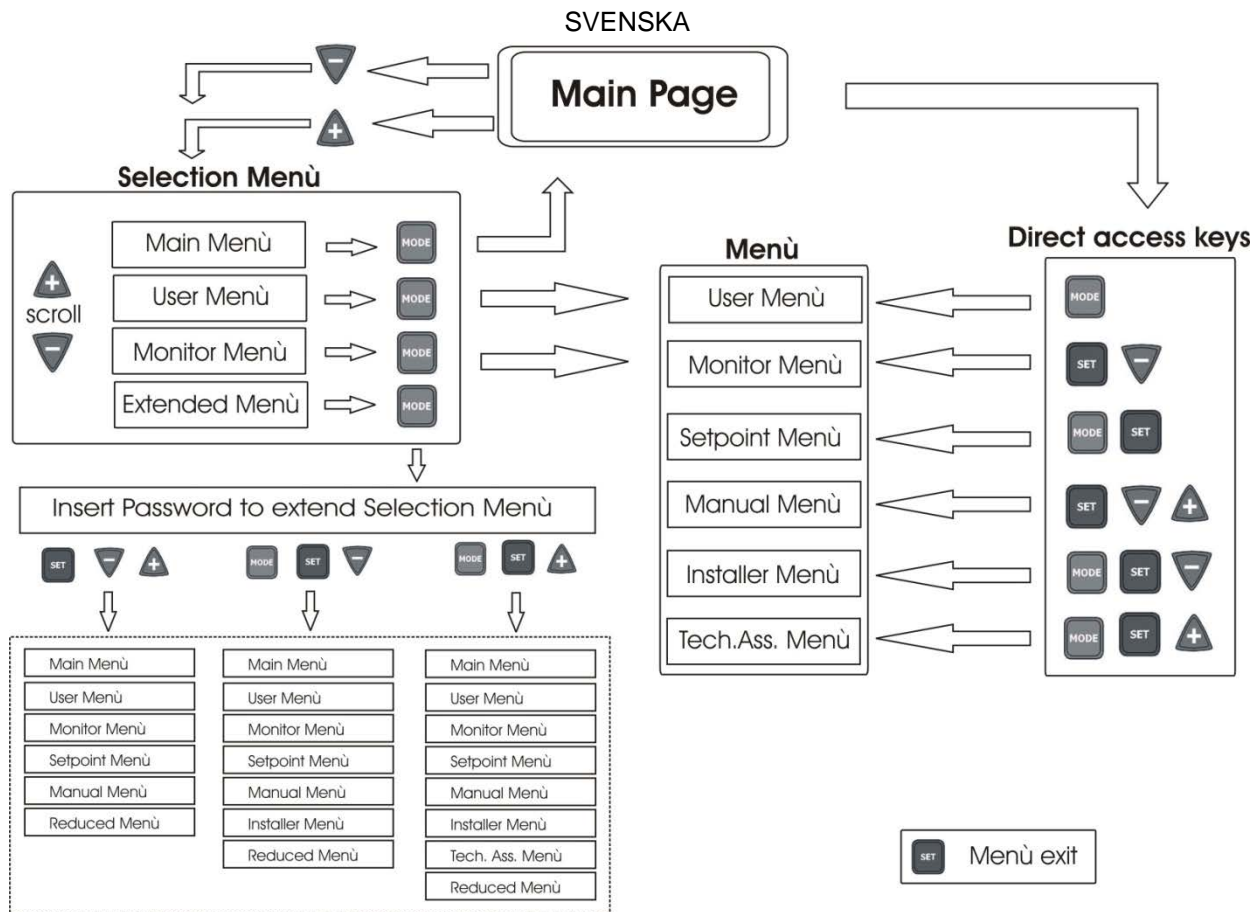 SVENSKA
Main Page
Selection Menù
Main Menù
MODE
User Menù
MODE
Monitor Menù
MODE
Extended Menù
MODE
+
scroll
-
Insert Password to extend Selection Menù
SET - +
MODE SET -
MODE SET +
Main Menù
User Menù
Monitor Menù
Setpoint Menù
Manual Menù
Reduced Menù
Main Menù
User Menù
Monitor Menù
Setpoint Menù
Manual Menù
Installer Menù
Reduced Menù
Main Menù
User Menù
Monitor Menù
Setpoint Menù
Manual Menù
Installer Menù
Tech. Ass. Menù
Reduced Menù
Menù
User Menù
Monitor Menù
Setpoint Menù
Manual Menù
Installer Menù
Tech.Ass. Menù
Direct access keys
MODE
SET -
MODE SET
SET - +
MODE SET -
MODE SET +
SET Menù exit
-
+